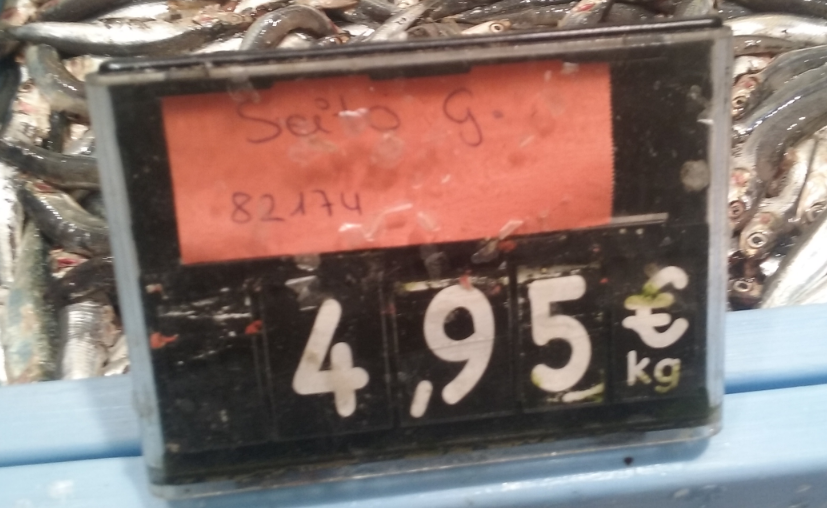 Seito G.
82174
4,95 €
kg